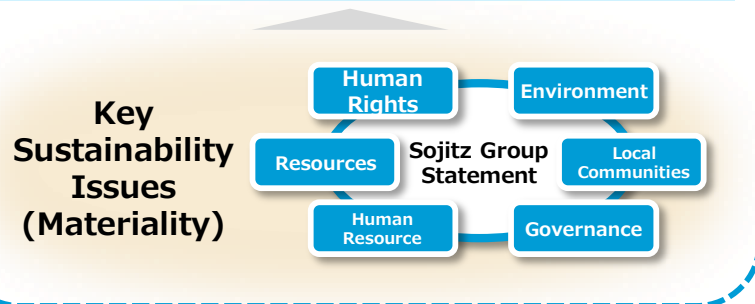 Key
Sustainability
Issues
(Materiality)
Human
Rights
Environment
Resources
Sojitz Group
Statement
Local
Communities
Human
Resource
Governance